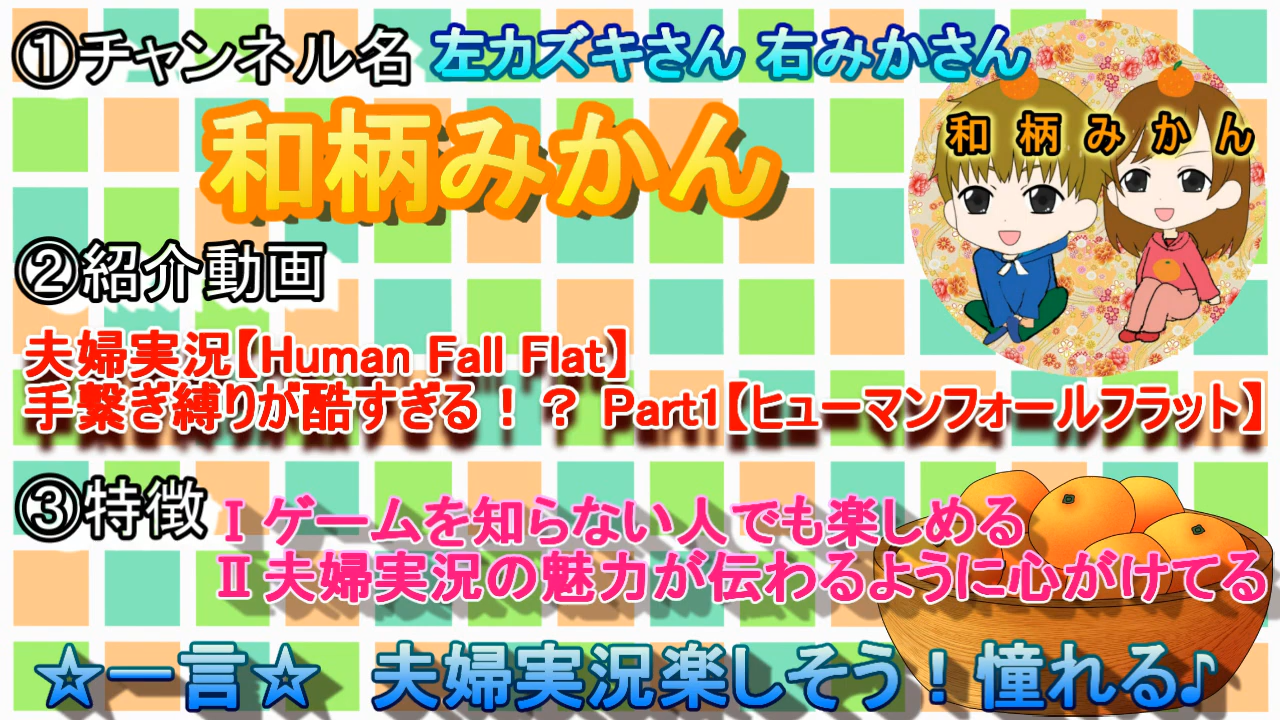 ①チャンネル名 左カズキさん 右みかさん
和柄みかん
和柄みかん
②紹介動画
夫婦実況【Human Fall Flat】
手繋ぎ縛りが酷すぎる！？ Part1【ヒューマンフォールフラット】
③特徴 Ⅰゲームを知らない人でも楽しめる
Ⅱ夫婦実況の魅力が伝わるように心がけてる
☆一言☆ 夫婦実況楽しそう！憧れる♪